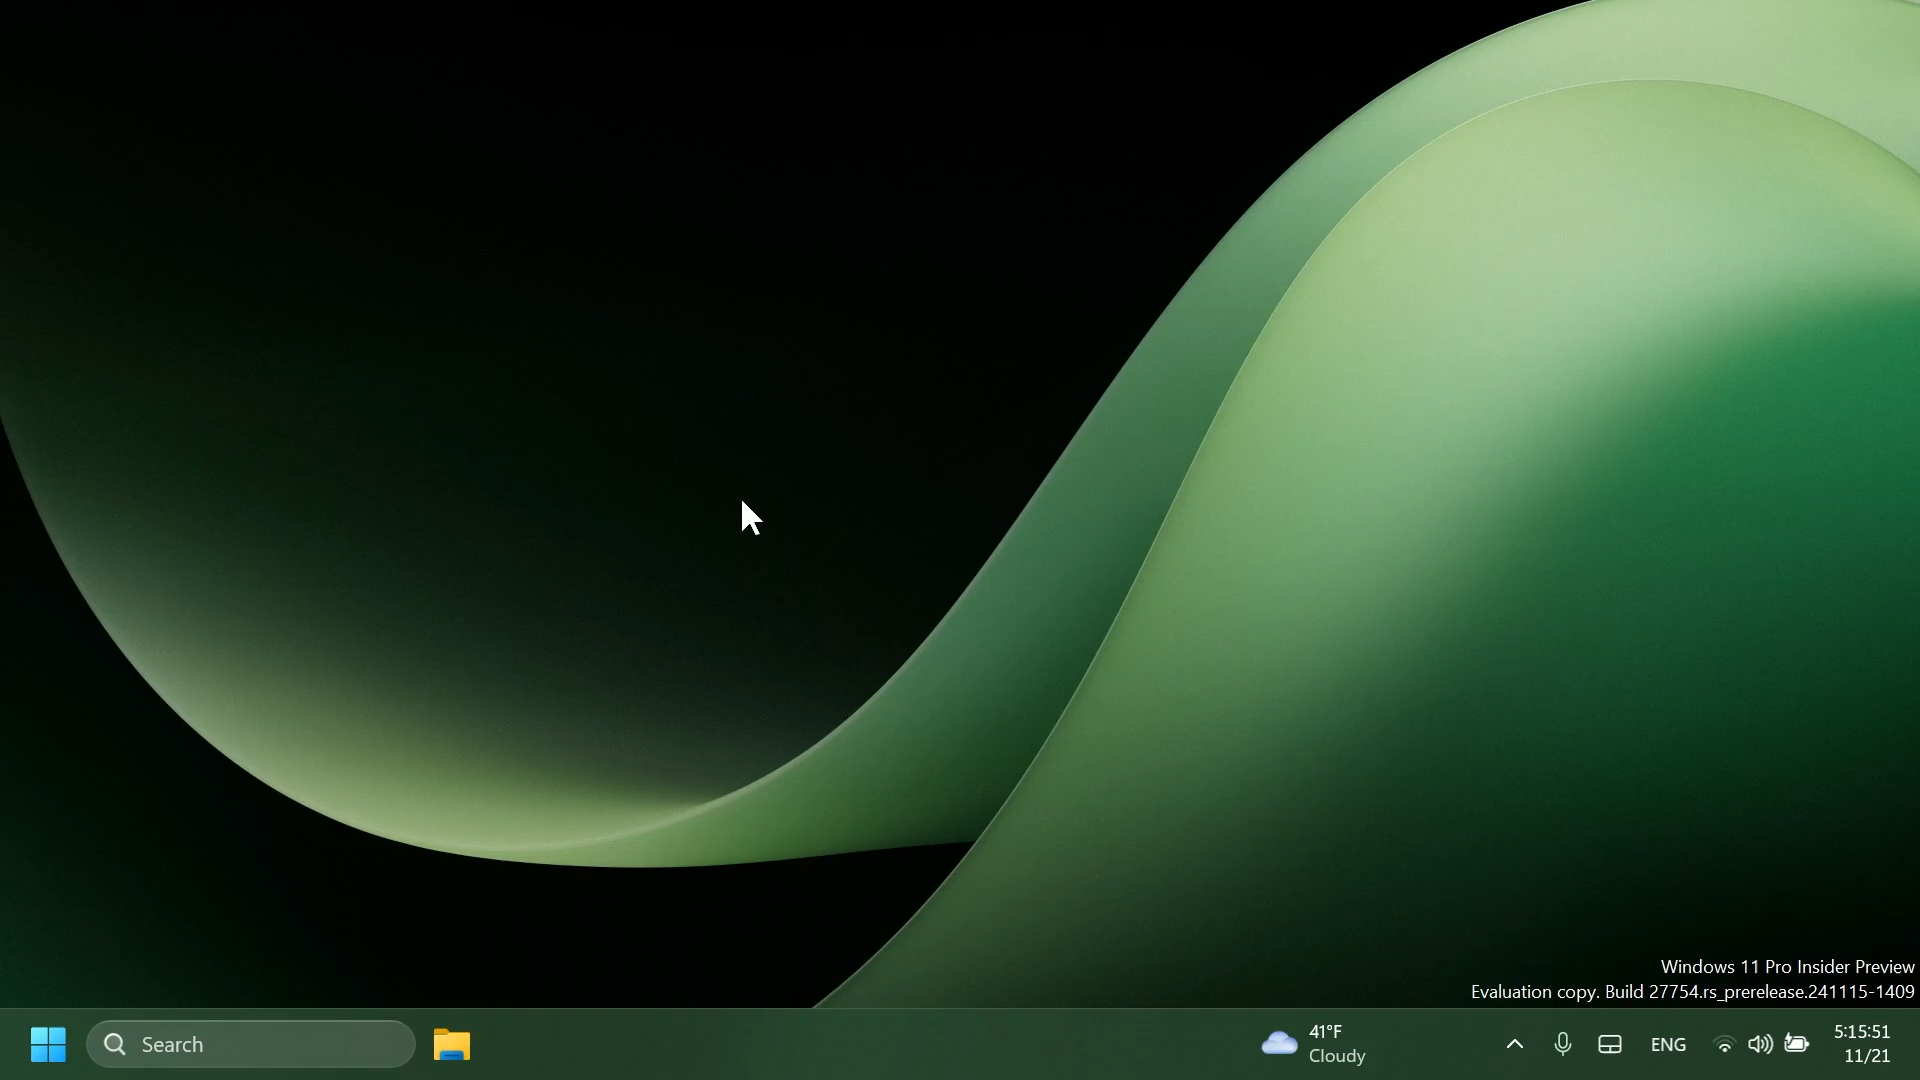 Windows 11 Pro Insider Preview
Evaluation copy. Build 27754.rs_prerelease.241115-1409
Search
41°F
Cloudy
ENG
5:15:51
11/21